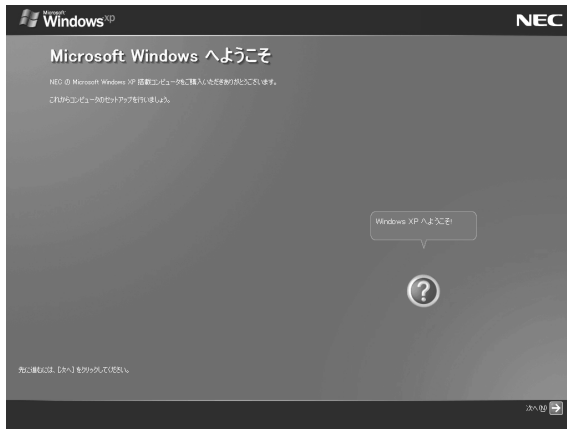 Microsoft
Windows xp
NEC
Microsoft Windows へようこそ
NEC の Microsoft Windows XP 搭載コンピュータをご購入いただきありがとうございます。
これからコンピュータのセットアップを行いましょう。
Windows XP へようこそ!
?
先に進むには、[次へ] をクリックしてください。
次へ(N)